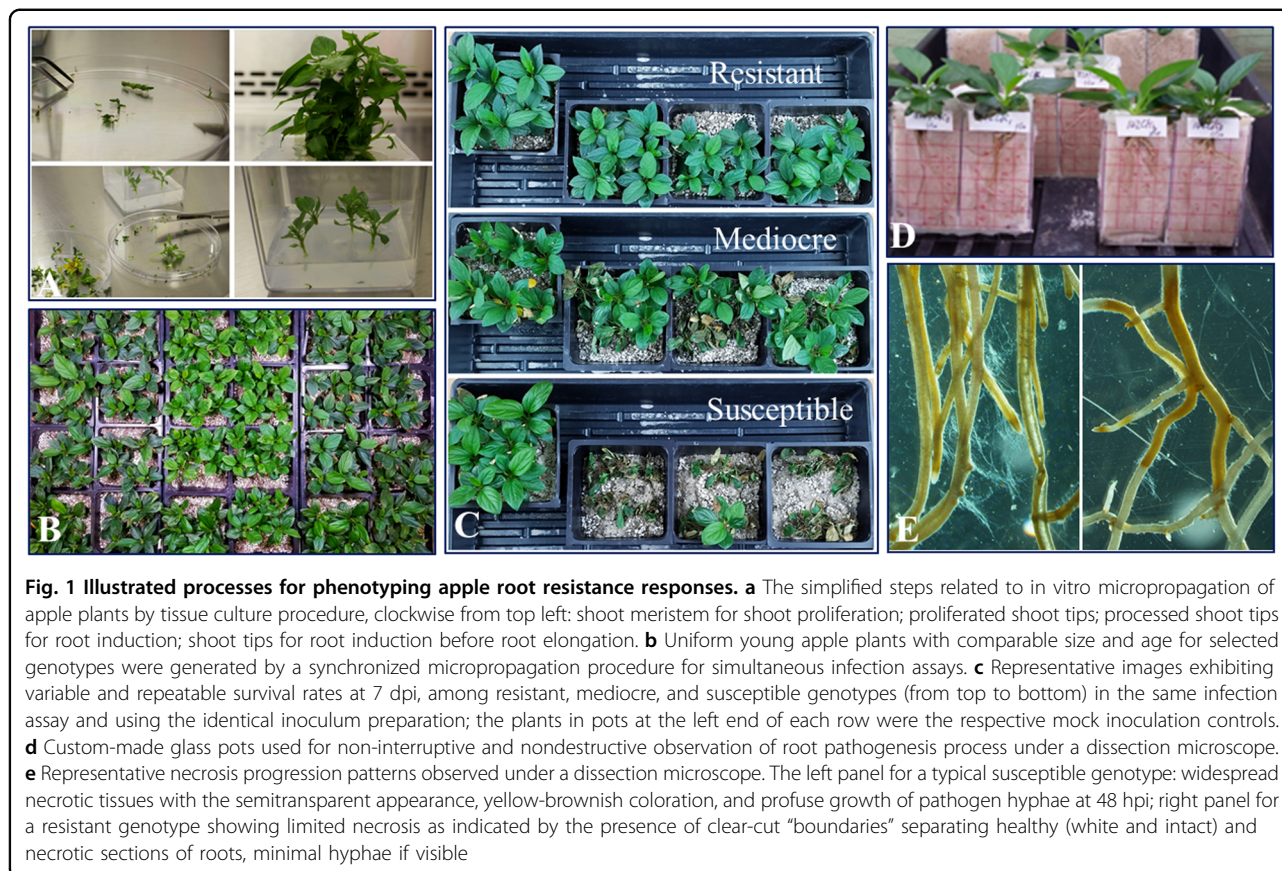 A
B
Resistant
Mediocre
Susceptible
C
D
E
Fig. 1 Illustrated processes for phenotyping apple root resistance responses. a The simplified steps related to in vitro micropropagation of
apple plants by tissue culture procedure, clockwise from top left: shoot meristem for shoot proliferation; proliferated shoot tips; processed shoot tips
for root induction; shoot tips for root induction before root elongation. b Uniform young apple plants with comparable size and age for selected
genotypes were generated by a synchronized micropropagation procedure for simultaneous infection assays. c Representative images exhibiting
variable and repeatable survival rates at 7 dpi, among resistant, mediocre, and susceptible genotypes (from top to bottom) in the same infection
assay and using the identical inoculum preparation; the plants in pots at the left end of each row were the respective mock inoculation controls.
d Custom-made glass pots used for non-interruptive and nondestructive observation of root pathogenesis process under a dissection microscope.
e Representative necrosis progression patterns observed under a dissection microscope. The left panel for a typical susceptible genotype: widespread
necrotic tissues with the semitransparent appearance, yellow-brownish coloration, and profuse growth of pathogen hyphae at 48 hpi; right panel for
a resistant genotype showing limited necrosis as indicated by the presence of clear-cut “boundaries” separating healthy (white and intact) and
necrotic sections of roots, minimal hyphae if visible